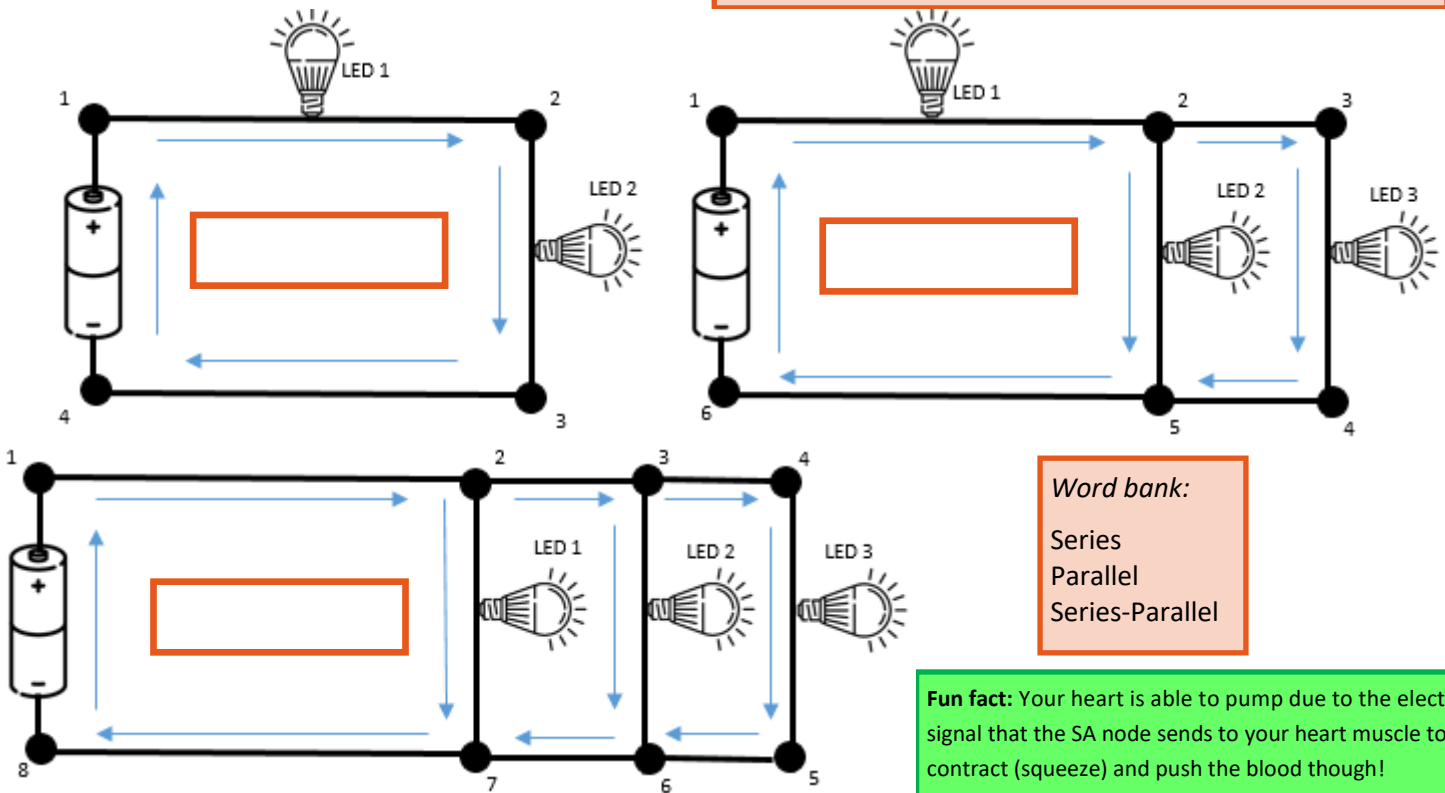 LED 1
1
2
LED 2
+
-
4
3
LED 1
1
2
3
LED 2
LED 3
+
-
6
5
4
1
2
3
4
LED 1
LED 2
LED 3
+
-
8
7
6
5
Word bank:
Series
Parallel
Series-Parallel
Fun fact: Your heart is able to pump due to the elect
signal that the SA node sends to your heart muscle to
contract (squeeze) and push the blood though!